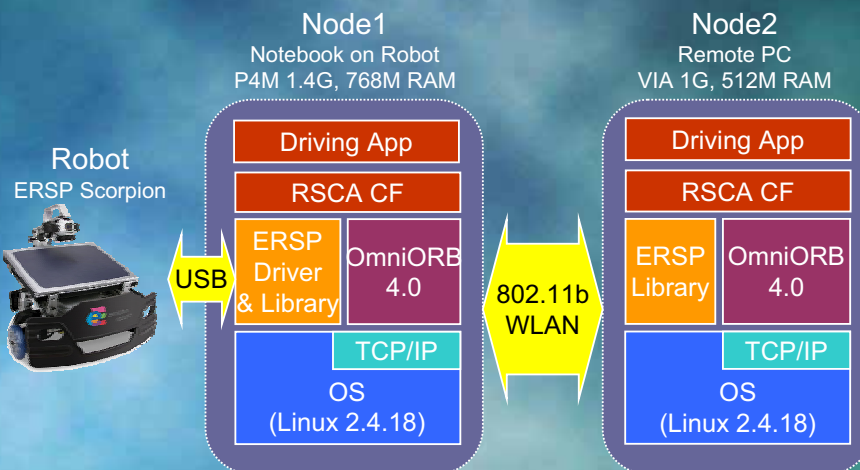 Node1
Notebook on Robot
P4M 1.4G, 768M RAM
Node2
Remote PC
VIA 1G, 512M RAM
Robot
ERSP Scorpion
USB
Driving App
RSCA CF
ERSP
Driver
& Library
OmniORB
4.0
TCP/IP
OS
(Linux 2.4.18)
802.11b
WLAN
Driving App
RSCA CF
ERSP
Library
OmniORB
4.0
TCP/IP
OS
(Linux 2.4.18)